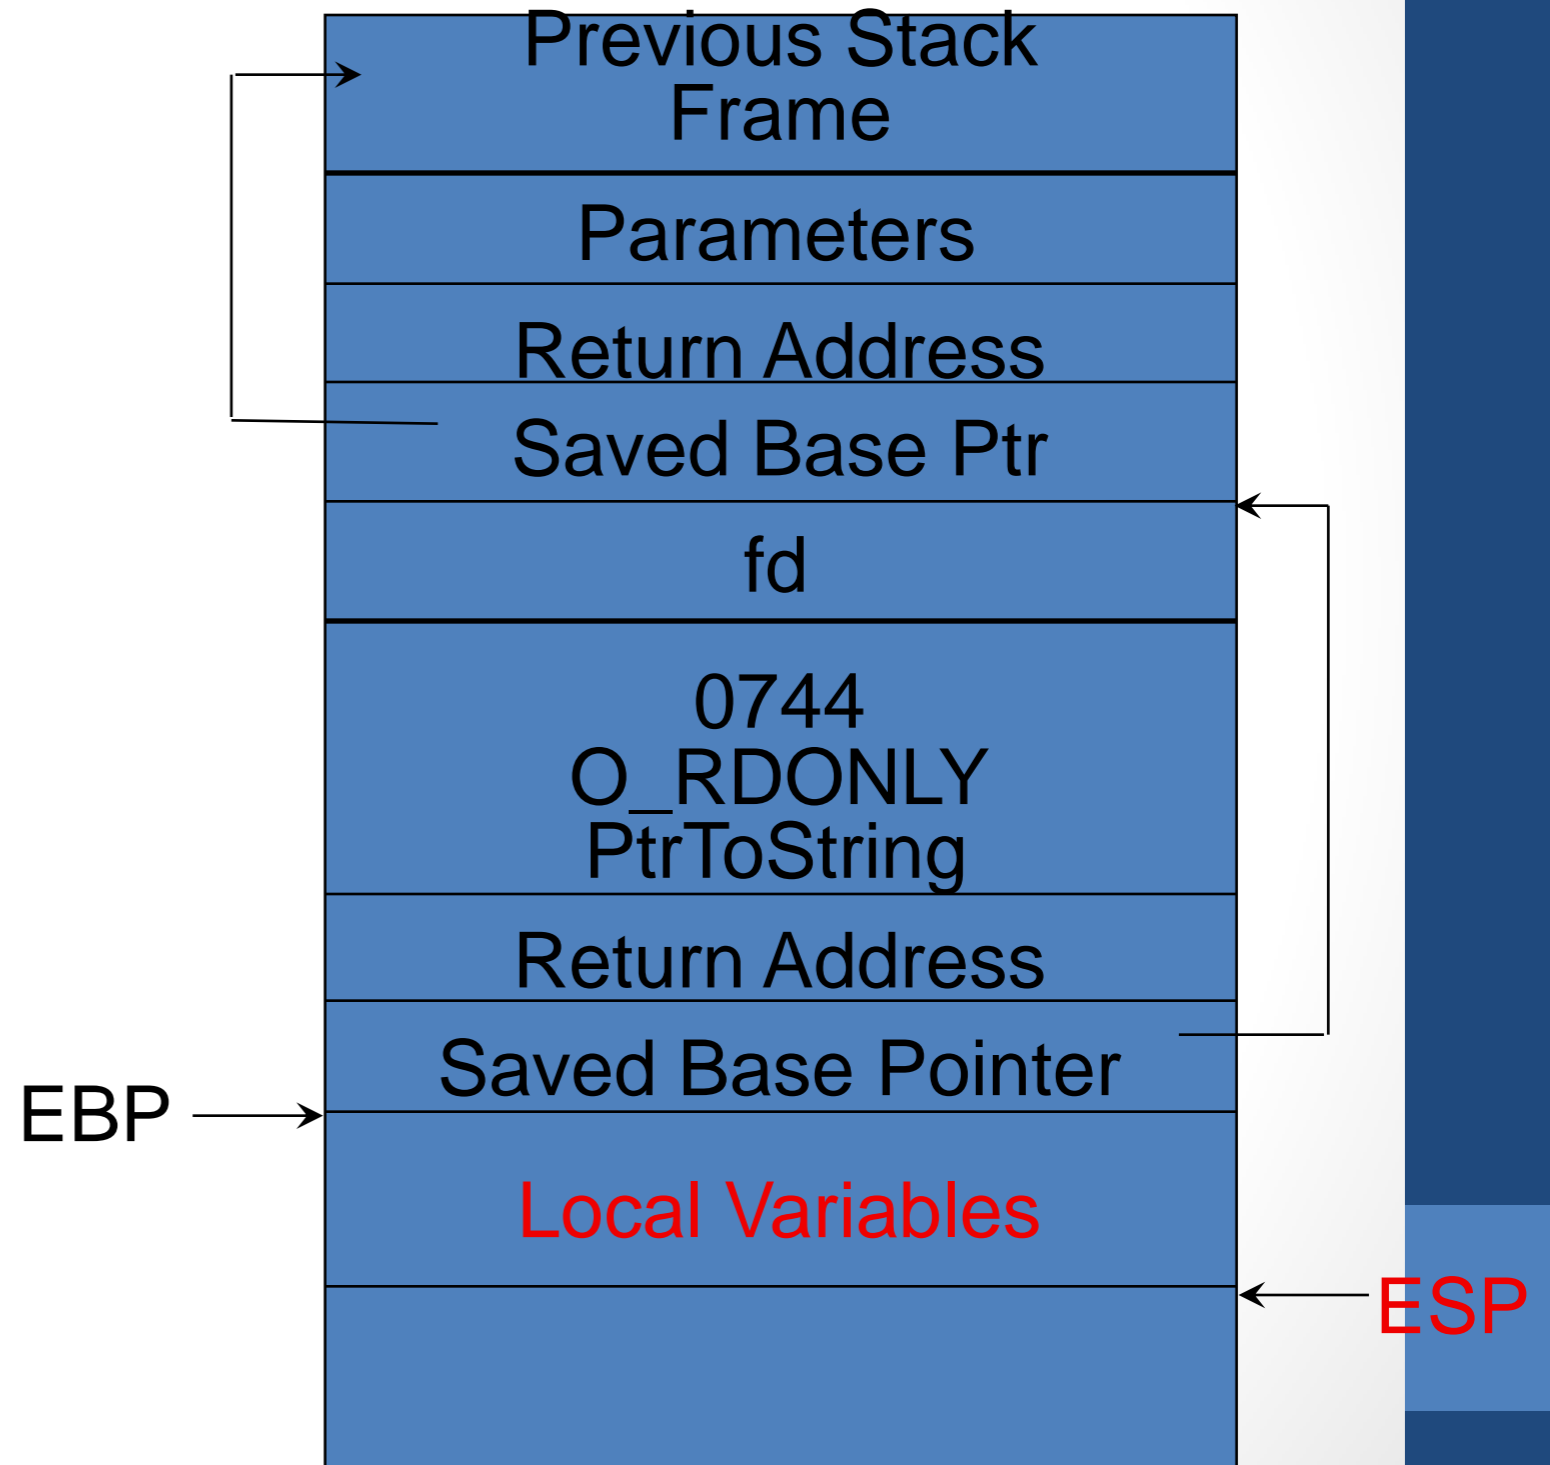 Previous Stack
Frame
Parameters
Return Address
Saved Base Ptr
fd
0744
O_RDONLY
PtrToString
Return Address
Saved Base Pointer
EBP
Local Variables
ESP